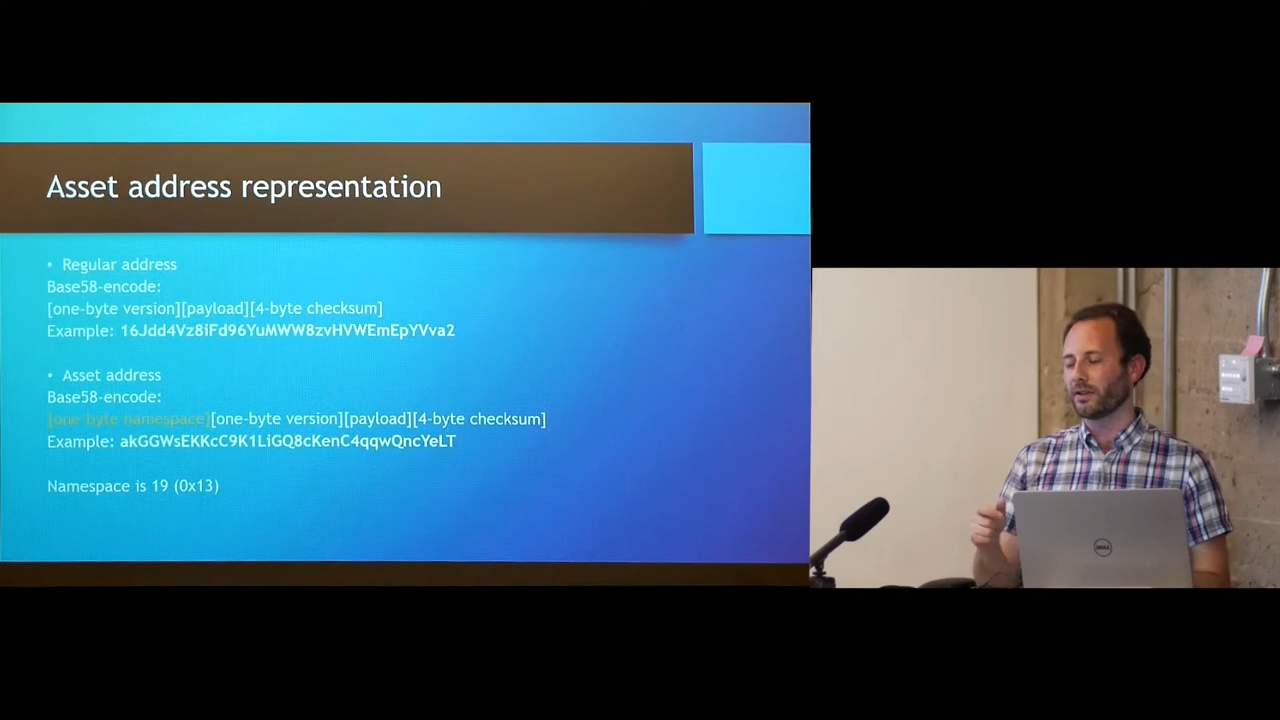 Asset address representation
• Regular address
Base58-encode:
[one-byte version][payload][4-byte checksum]
Example: 16Jdd4Vz8iFd96YuMWW8zvHVWEmEpYVva2
• Asset address
Base58-encode:
[one-byte namespace][one-byte version][payload][4-byte checksum]
Example: akGGWsEKKcC9K1LiGQ8cKenC4qqwQncYeLT
Namespace is 19 (0x13)
DELL